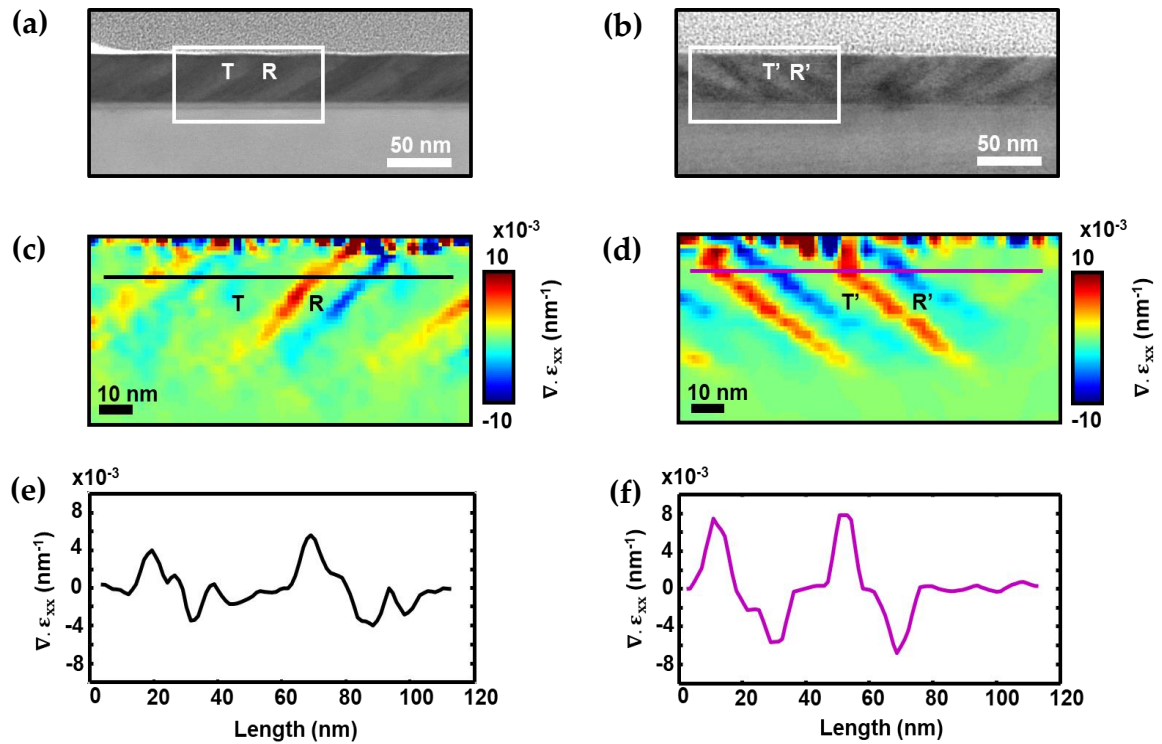 (a)
T R
50 nm
(b)
T' R'
50 nm
(c)
T R
10 nm
x10⁻³
10
-10
∇. εxx (nm⁻¹)
(d)
T' R'
10 nm
x10⁻³
10
-10
∇. εxx (nm⁻¹)
(e)
x10⁻³
8
4
0
-4
-8
∇. εxx (nm⁻¹)
0 20 40 60 80 100 120
Length (nm)
(f)
x10⁻³
8
4
0
-4
-8
∇. εxx (nm⁻¹)
0 20 40 60 80 100 120
Length (nm)